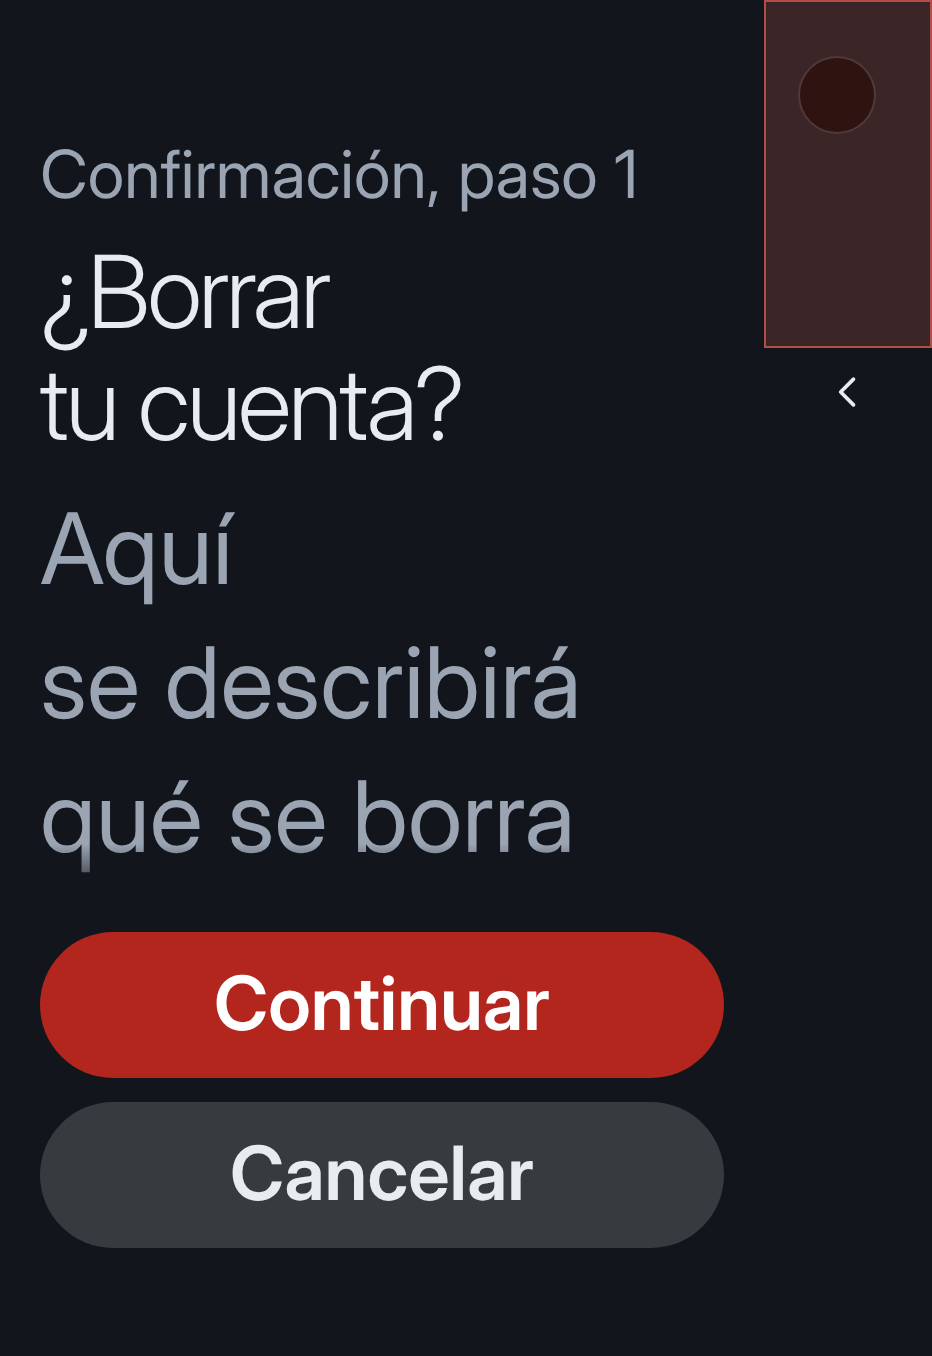 Confirmación, paso 1
¿Borrar
tu cuenta?
Aquí
se describirá
qué se borra
Continuar
Cancelar